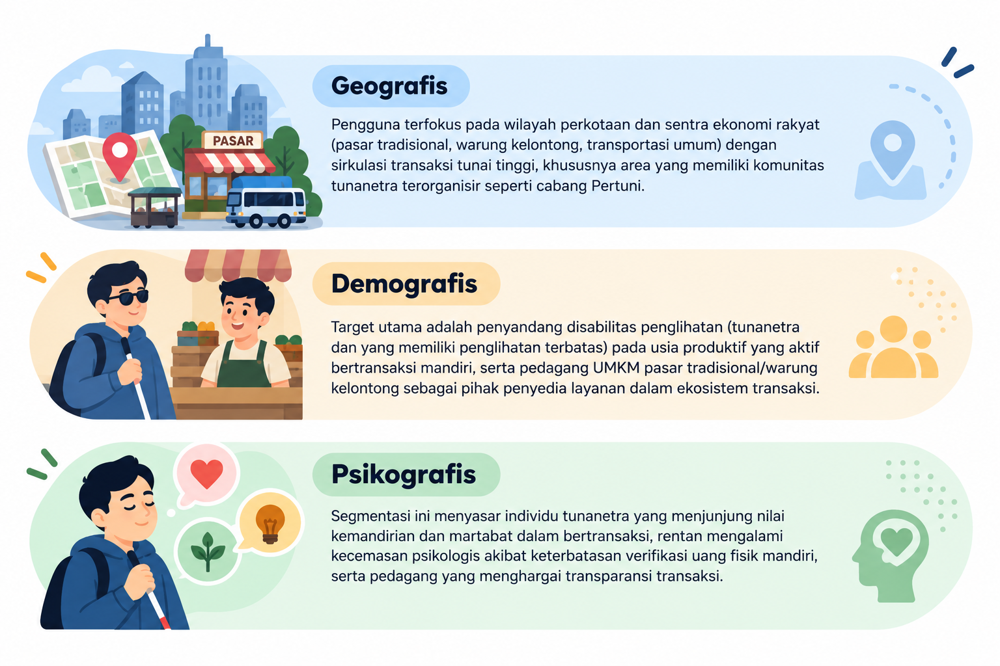 PASAR
Geografis
Pengguna terfokus pada wilayah perkotaan dan sentra ekonomi rakyat
(pasar tradisional, warung kelontong, transportasi umum) dengan
sirkulasi transaksi tunai tinggi, khususnya area yang memiliki komunitas
tunanetra terorganisir seperti cabang Pertuni.
Demografis
Target utama adalah penyandang disabilitas penglihatan (tunanetra
dan yang memiliki penglihatan terbatas) pada usia produktif yang aktif
bertransaksi mandiri, serta pedagang UMKM pasar tradisional/warung
kelontong sebagai pihak penyedia layanan dalam ekosistem transaksi.
Psikografis
Segmentasi ini menyasar individu tunanetra yang menjunjung nilai
kemandirian dan martabat dalam bertransaksi, rentan mengalami
kecemasan psikologis akibat keterbatasan verifikasi uang fisik mandiri,
serta pedagang yang menghargai transparansi transaksi.